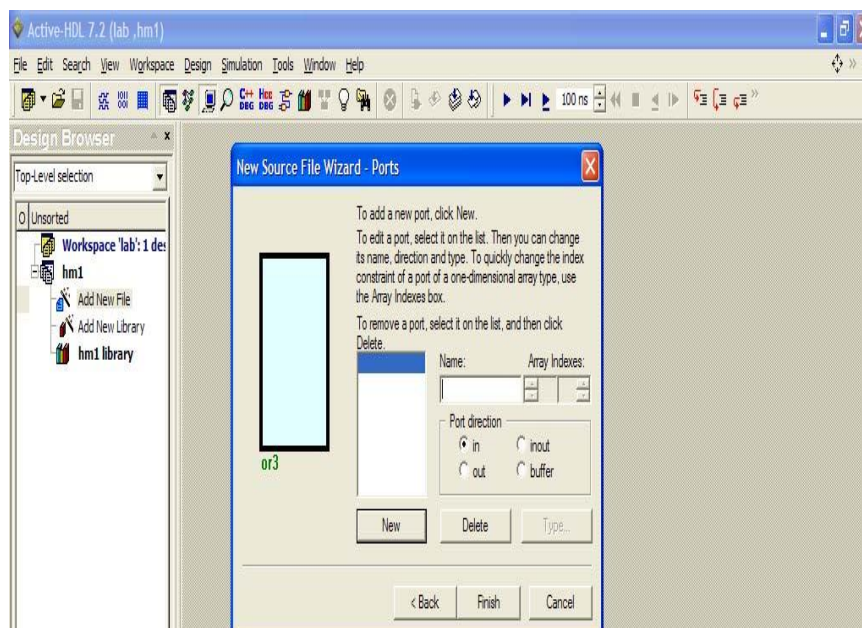 Active-HDL 7.2 (lab ,hm1)
File Edit Search View Workspace Design Simulation Tools Window Help
100 ns
Design Browser
Top-Level selection
O Unsorted
Workspace 'lab': 1 des
hm1
Add New File
Add New Library
hm1 library
New Source File Wizard - Ports
To add a new port, click New.
To edit a port, select it on the list. Then you can change
its name, direction and type. To quickly change the index
constraint of a port of a one-dimensional array type, use
the Array Indexes box.
To remove a port, select it on the list, and then click
Delete.
Name: Array Indexes:
Port direction
in inout
out buffer
or3
New Delete Type...
< Back Finish Cancel